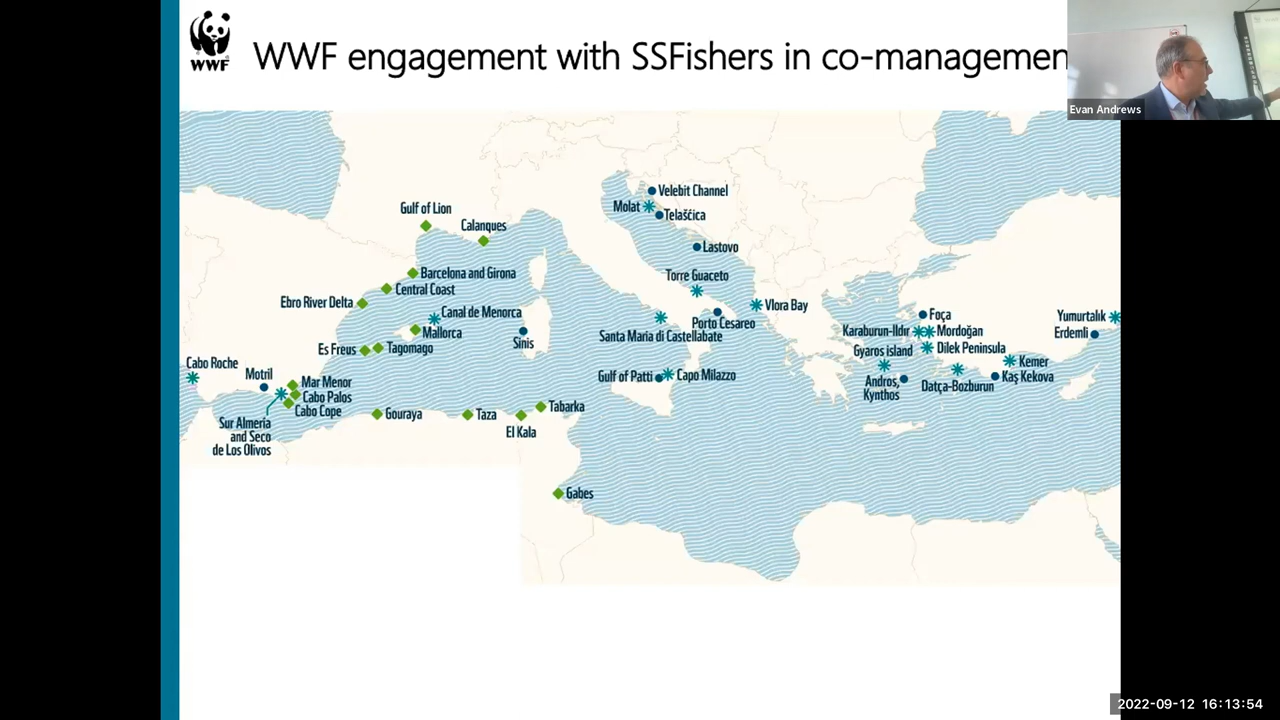 WWF
WWF engagement with SSFishers in co-managemen
Evan Andrews
Velebit Channel
Molat
Telašćica
Gulf of Lion
Calanques
Lastovo
Barcelona and Girona
Torre Guaceto
Central Coast
Ebro River Delta
Canal de Menorca
Vlora Bay
Mallorca
Sinis
Porto Cesareo
Santa Maria di Castellabate
Foça
Yumurtalık
Karaburun-Ildır
Mordoğan
Erdemli
Es Freus
Tagomago
Gyaros island
Dilek Peninsula
Cabo Roche
Motril
Gulf of Patti
Capo Milazzo
Kemer
Kaş Kekova
Mar Menor
Cabo Palos
Cabo Cope
Andros,
Kynthos
Datça-Bozburun
Gouraya
Taza
Tabarka
El Kala
Sur Almería
and Seco
de Los Olivos
Gabes
2022-09-12 16:13:54